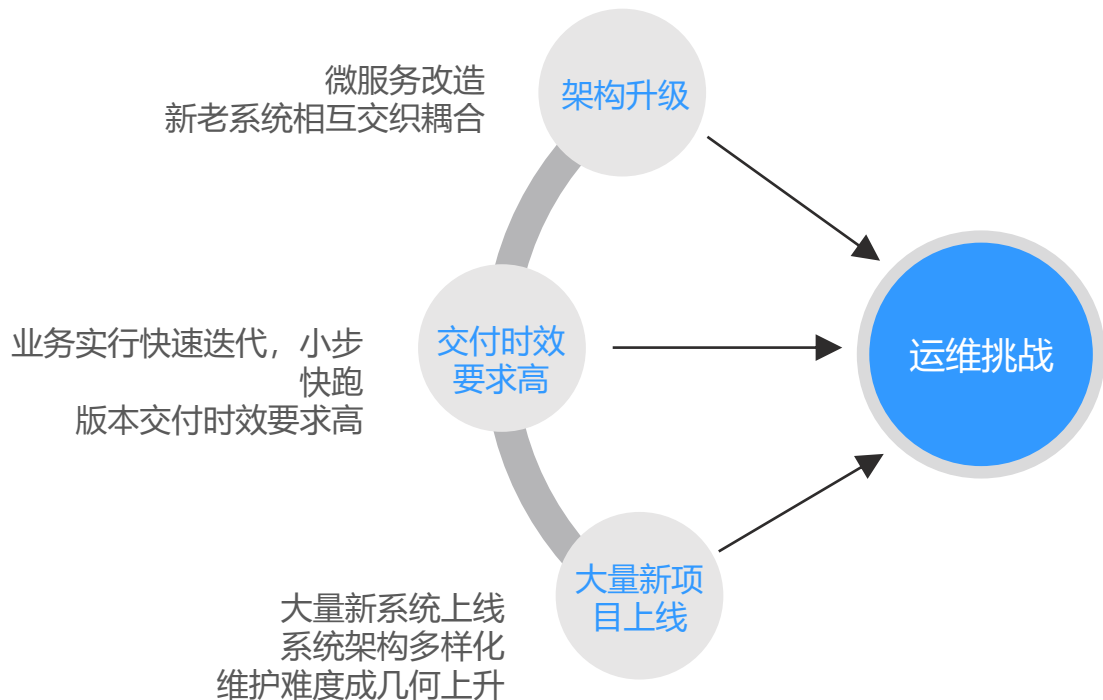 微服务改造
新老系统相互交织耦合
架构升级
业务实行快速迭代，小步
快跑
版本交付时效要求高
交付时效
要求高
运维挑战
大量新系统上线
系统架构多样化
维护难度成几何上升
大量新项
目上线